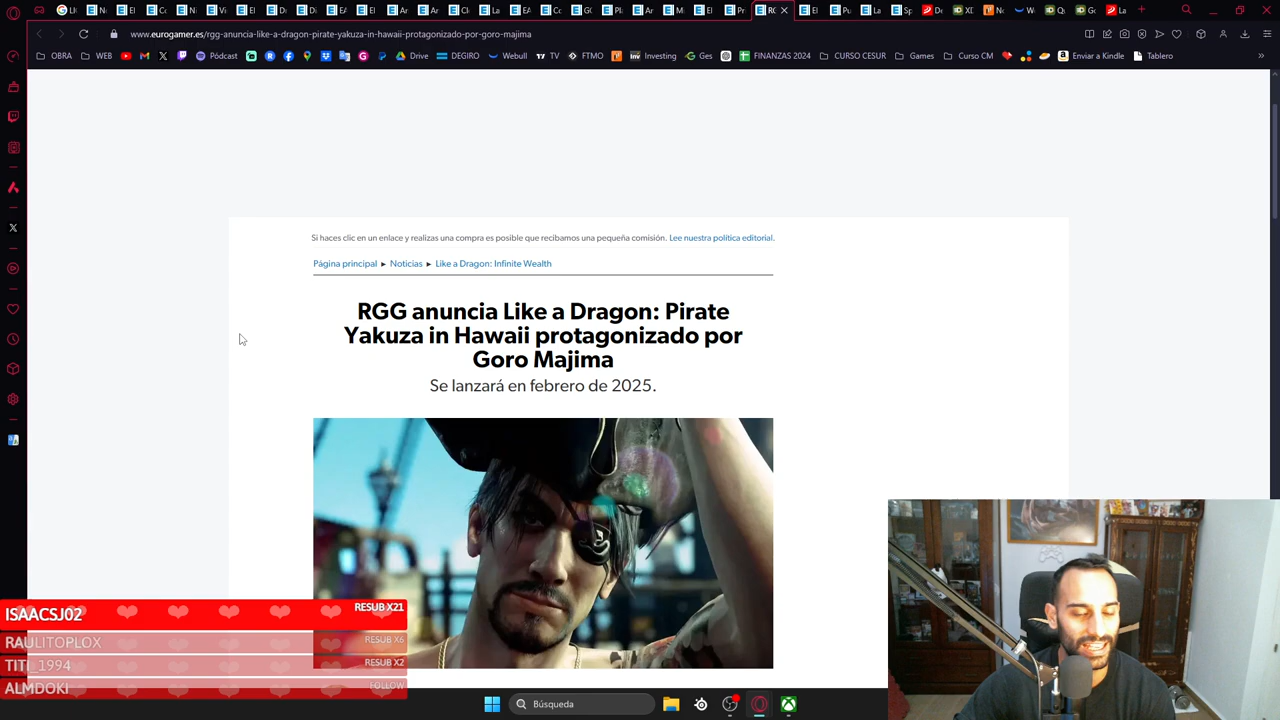 www.eurogamer.es/rgg-anuncia-like-a-dragon-pirate-yakuza-in-hawaii-protagonizado-por-goro-majima
OBRA WEB Pódcast Drive DEGIRO Webull TV FTMO Investing Ges FINANZAS 2024 CURSO CESUR Games Curso CM Enviar a Kindle Tablero
Si haces clic en un enlace y realizas una compra es posible que recibamos una pequeña comisión. Lee nuestra política editorial.
Página principal ▸ Noticias ▸ Like a Dragon: Infinite Wealth
RGG anuncia Like a Dragon: Pirate
Yakuza in Hawaii protagonizado por
Goro Majima
Se lanzará en febrero de 2025.
ISAACSJ02 RESUB X21
RAULITOPLOX RESUB X6
TITI_1994 RESUB X2
ALMDOKI FOLLOW
Búsqueda